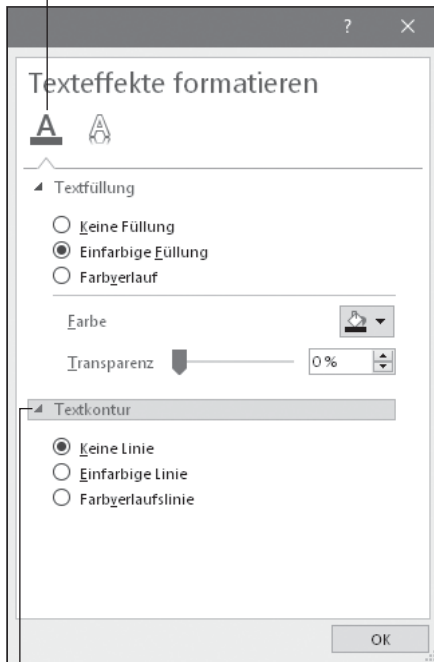 ?
Texteffekte formatieren
A A
Textfüllung
Keine Füllung
Einfarbige Füllung
Farbverlauf
Farbe
Transparenz 0 %
Textkontur
Keine Linie
Einfarbige Linie
Farbverlaufslinie
OK